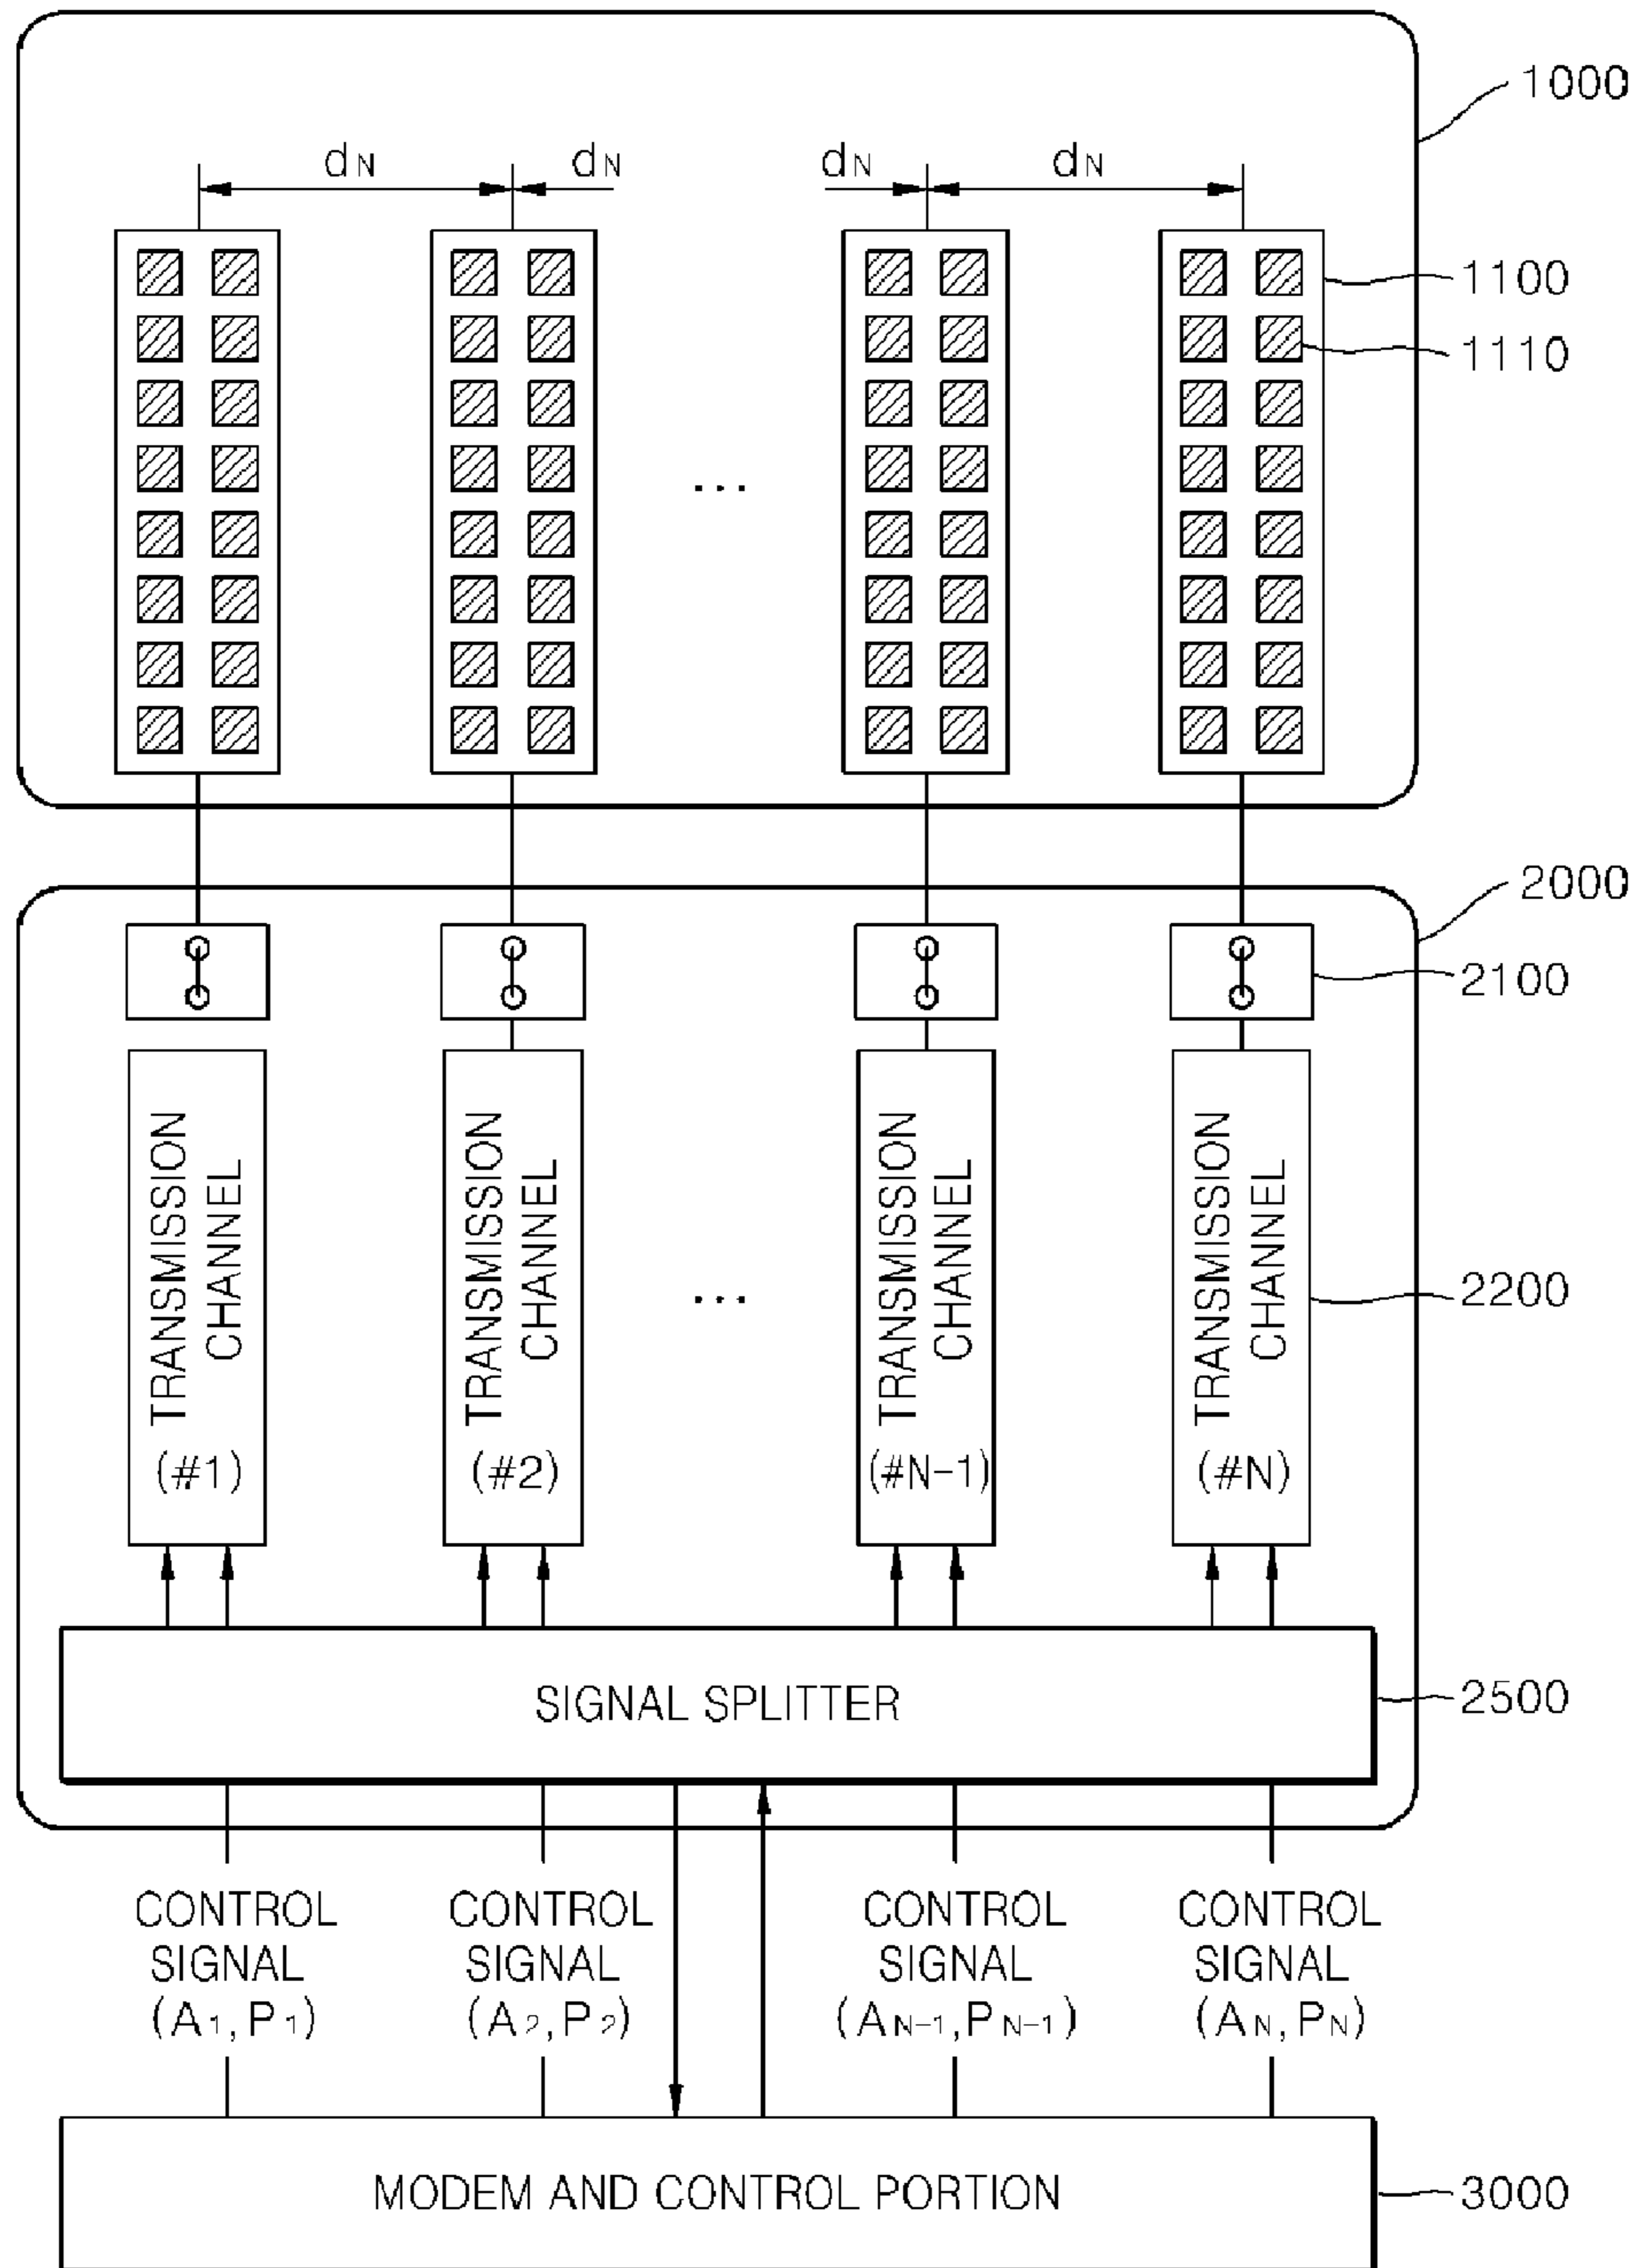 1000
dN dN dN dN
1100
1110
...
2000
2100
TRANSMISSION CHANNEL (#1)
TRANSMISSION CHANNEL (#2)
...
TRANSMISSION CHANNEL (#N-1)
TRANSMISSION CHANNEL (#N)
2200
SIGNAL SPLITTER
2500
CONTROL SIGNAL (A1,P1)
CONTROL SIGNAL (A2,P2)
CONTROL SIGNAL (AN-1,PN-1)
CONTROL SIGNAL (AN,PN)
MODEM AND CONTROL PORTION
3000